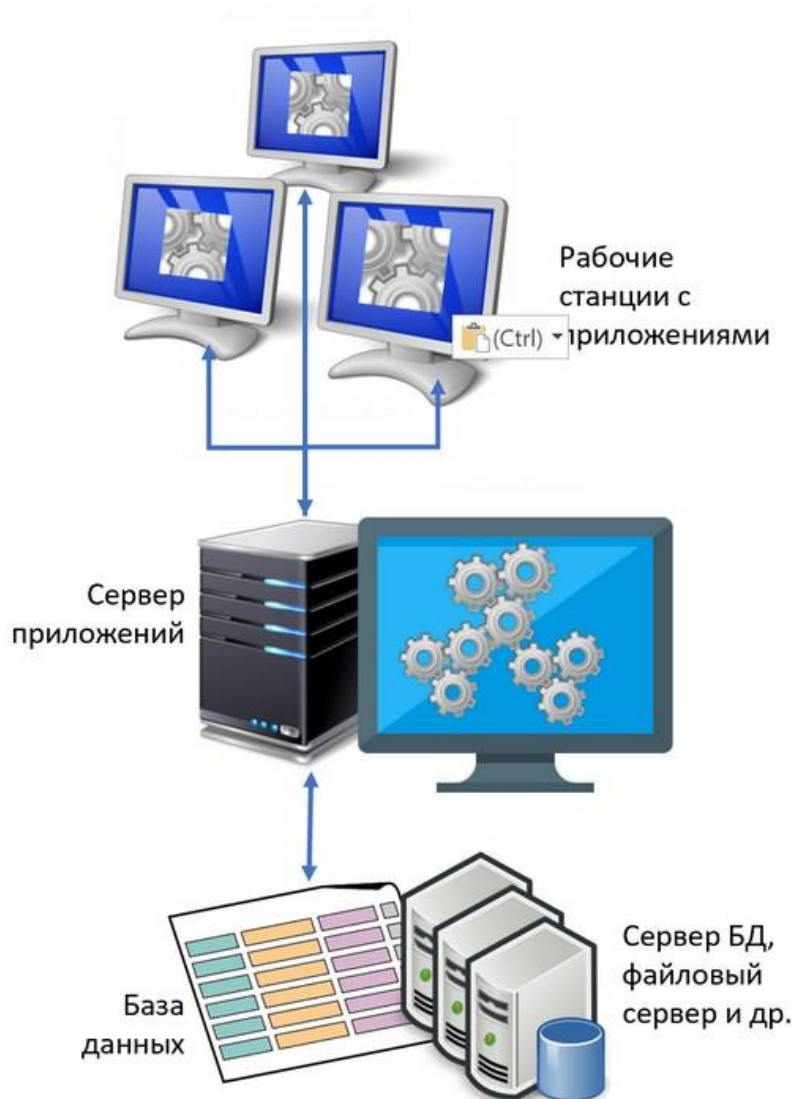 Рабочие
станции с
(Ctrl)
приложениями
Сервер
приложений
Сервер БД,
файловый
сервер и др.
База
данных